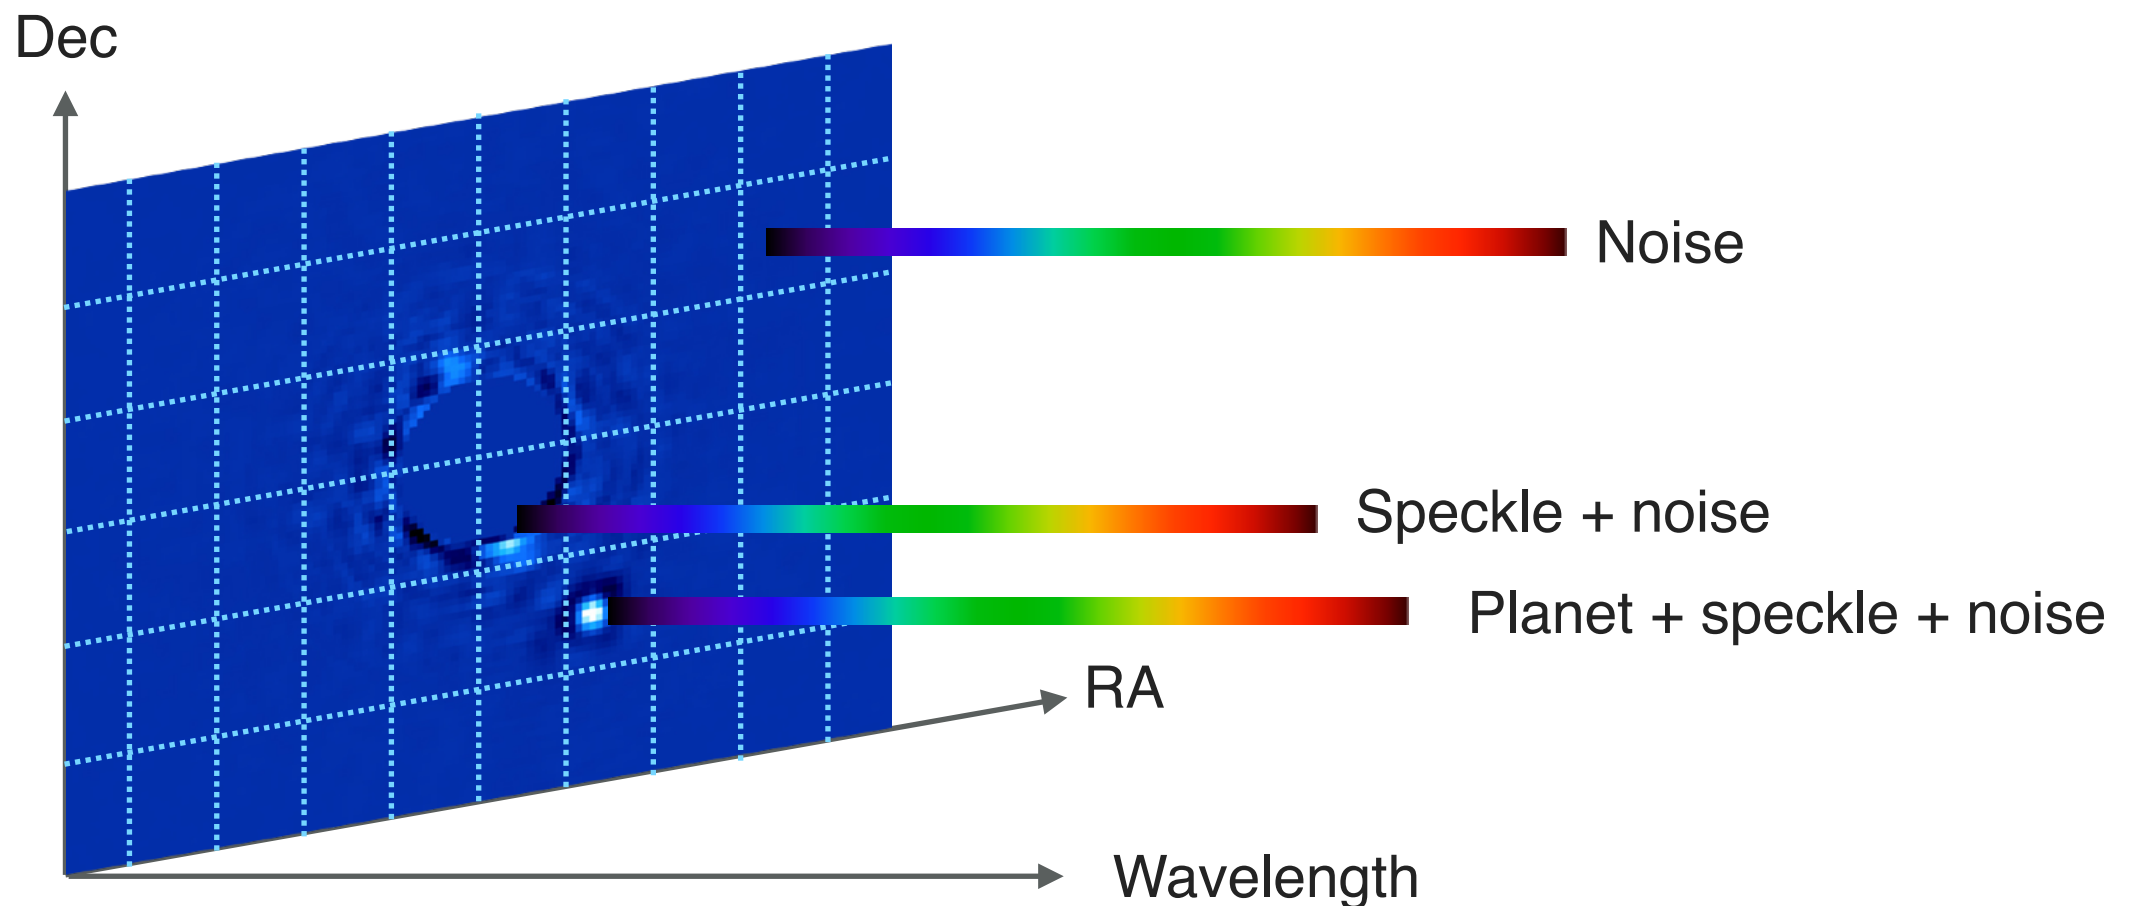 Dec
Noise
Speckle + noise
Planet + speckle + noise
RA
Wavelength